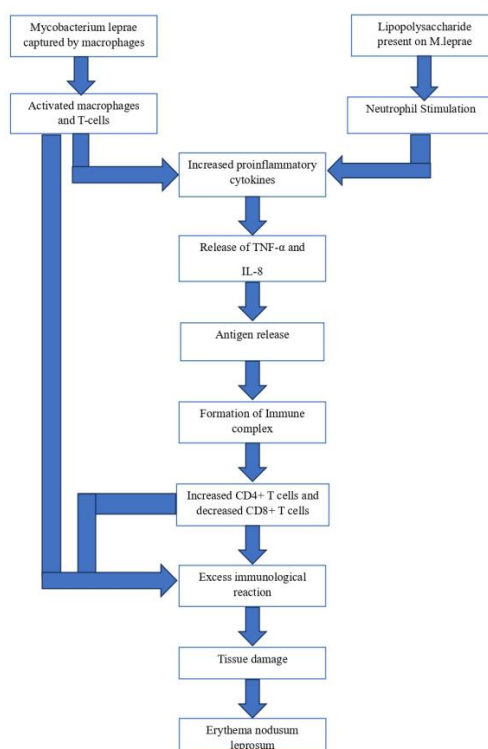 Mycobacterium leprae
captured by macrophages
Lipopolysaccharide
present on M.leprae
Activated macrophages
and T-cells
Neutrophil Stimulation
Increased proinflammatory
cytokines
Release of TNF-α and
IL-8
Antigen release
Formation of Immune
complex
Increased CD4+ T cells and
decreased CD8+ T cells
Excess immunological
reaction
Tissue damage
Erythema nodusum
leprosum